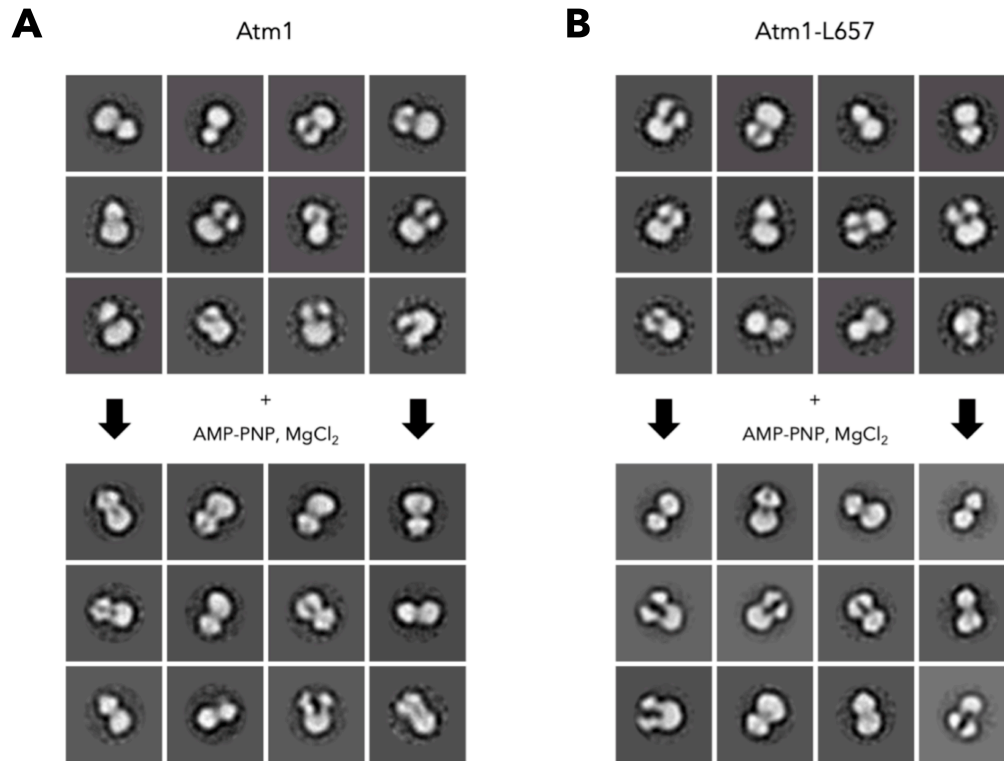 A
Atm1
+
AMP-PNP, MgCl₂
B
Atm1-L657
+
AMP-PNP, MgCl₂